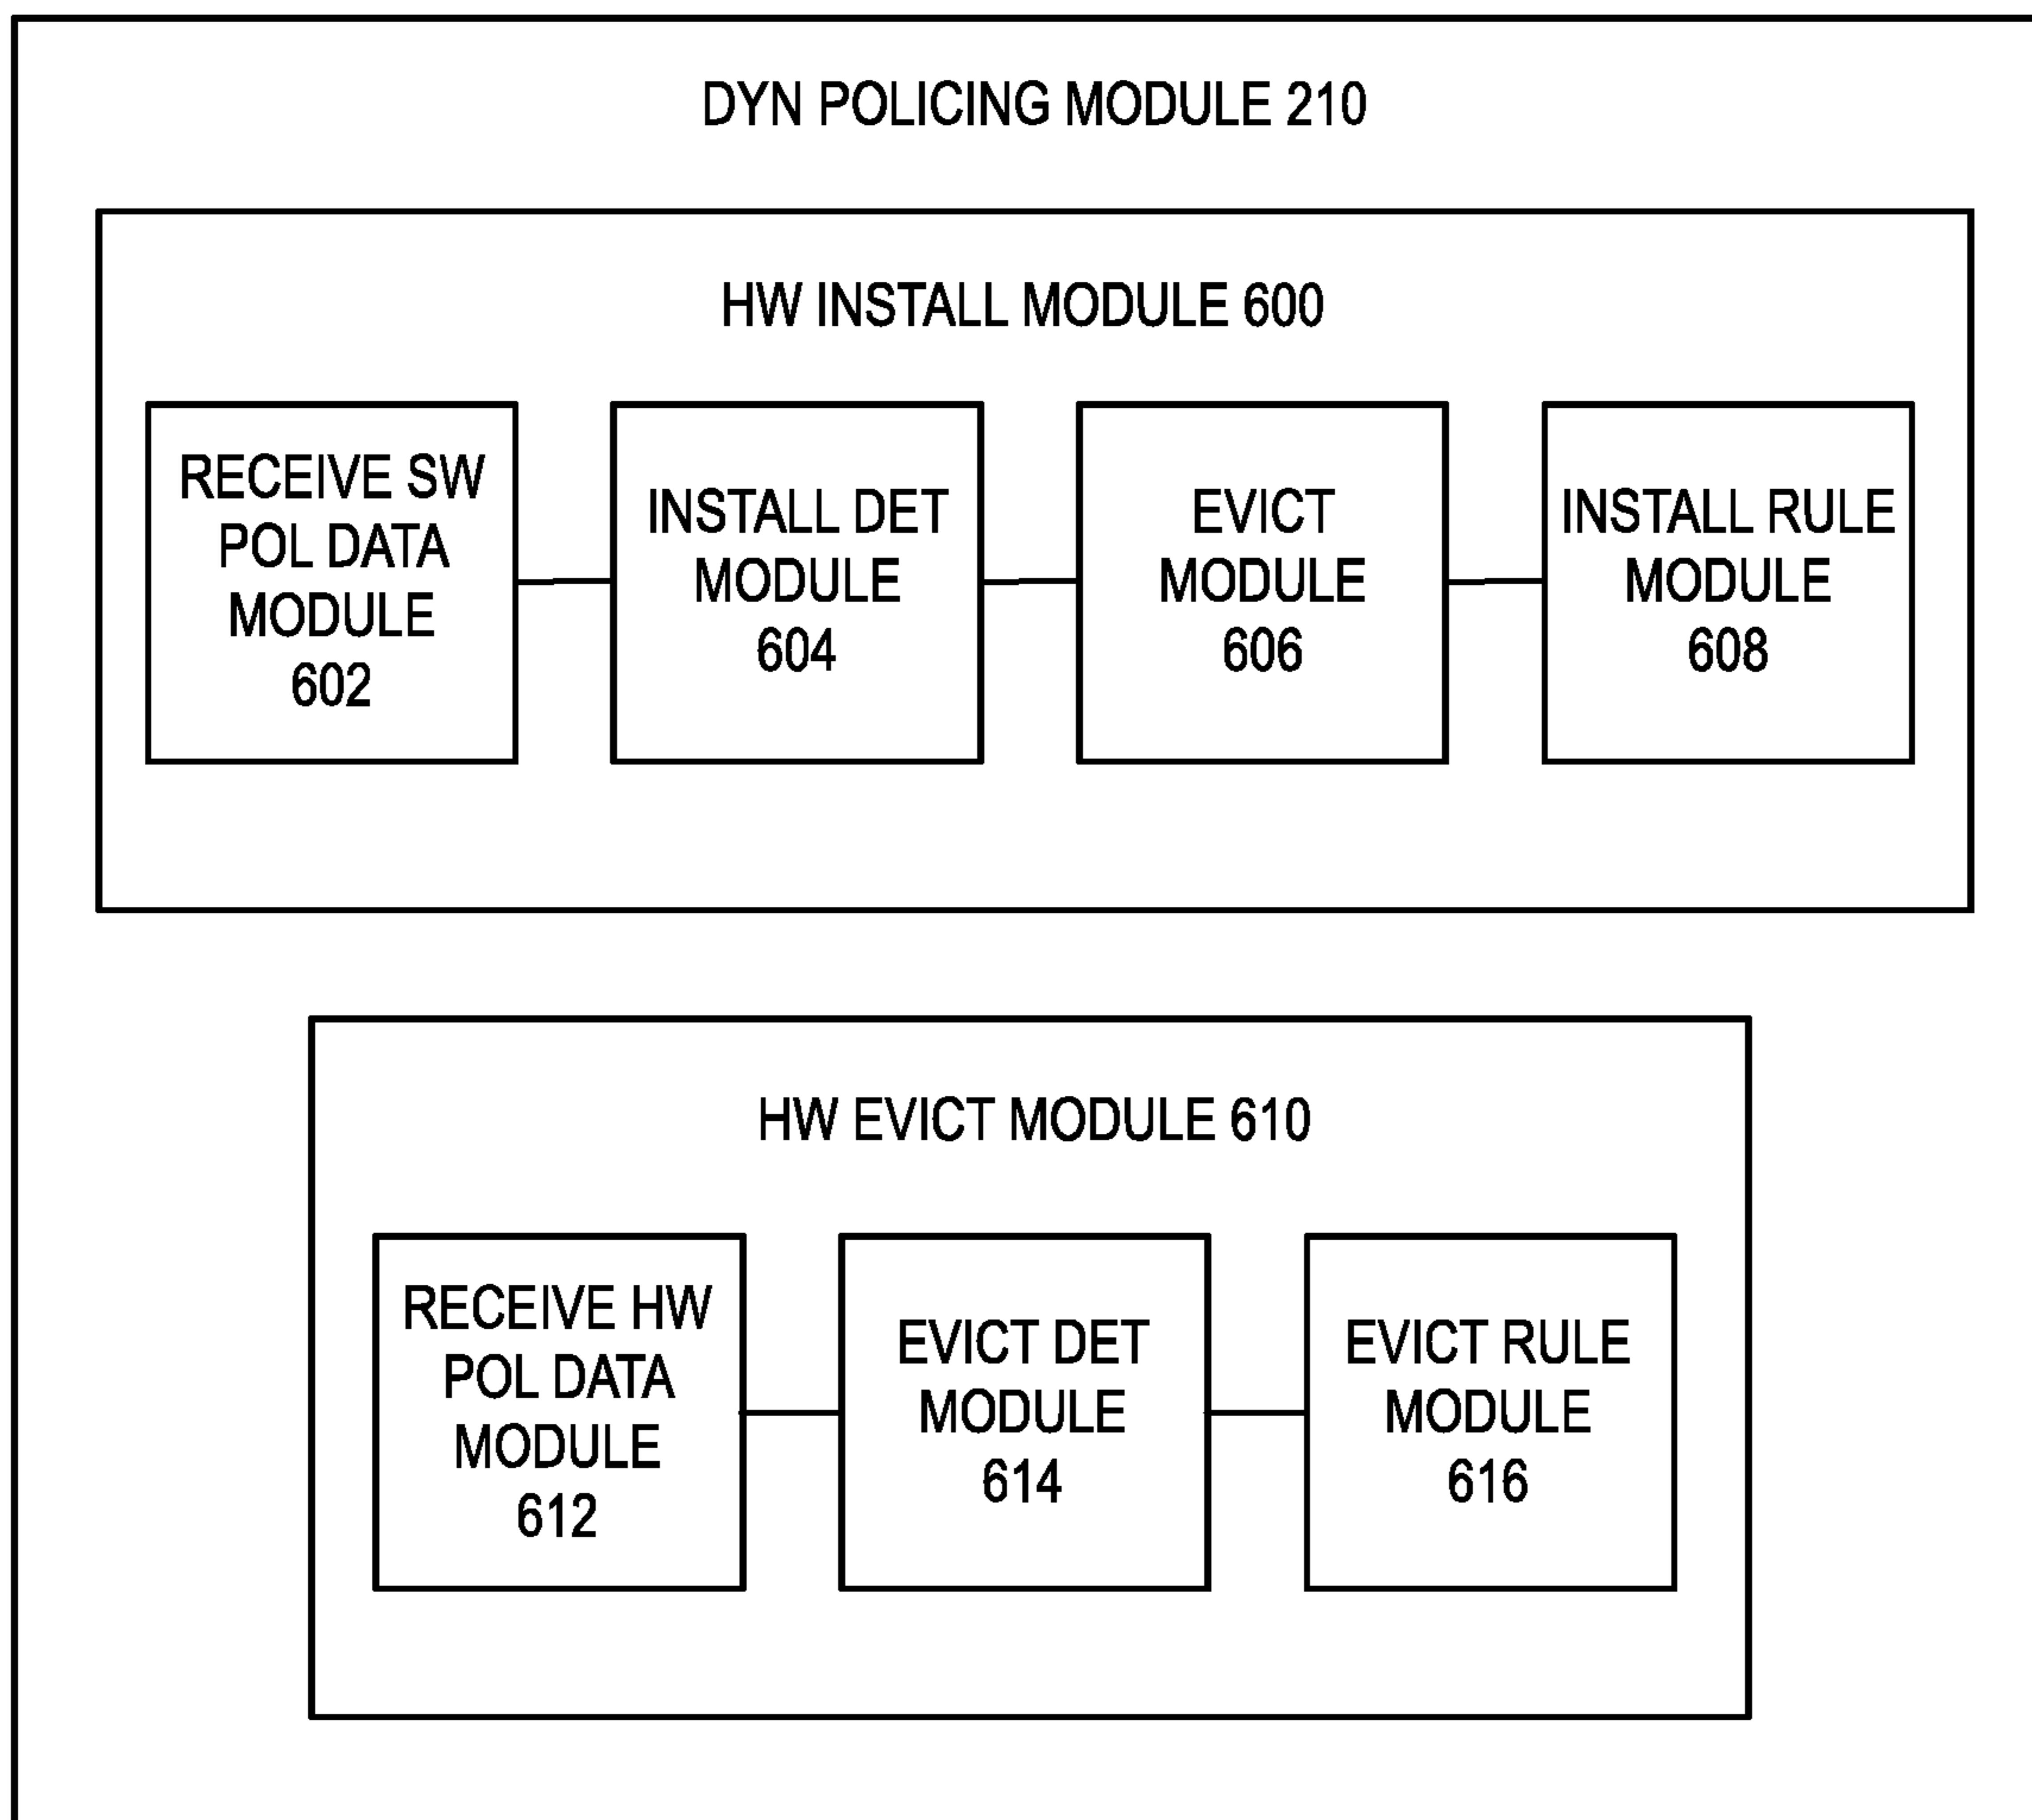 DYN POLICING MODULE 210
HW INSTALL MODULE 600
RECEIVE SW
POL DATA
MODULE
602
INSTALL DET
MODULE
604
EVICT
MODULE
606
INSTALL RULE
MODULE
608
HW EVICT MODULE 610
RECEIVE HW
POL DATA
MODULE
612
EVICT DET
MODULE
614
EVICT RULE
MODULE
616